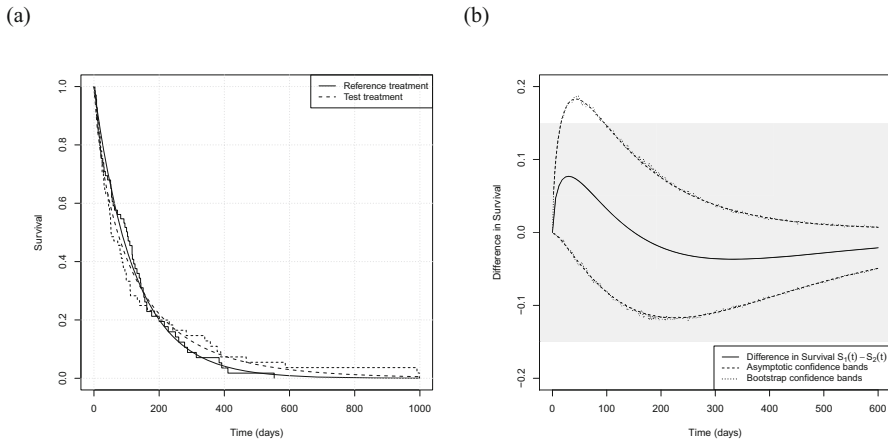 (a)
(b)
Survival
1.0
0.8
0.6
0.4
0.2
0.0
Reference treatment
Test treatment
0 200 400 600 800 1000
Time (days)
Difference in Survival
0.2
0.1
0.0
−0.1
−0.2
Difference in Survival S₁(t) − S₂(t)
Asymptotic confidence bands
Bootstrap confidence bands
0 100 200 300 400 500 600
Time (days)